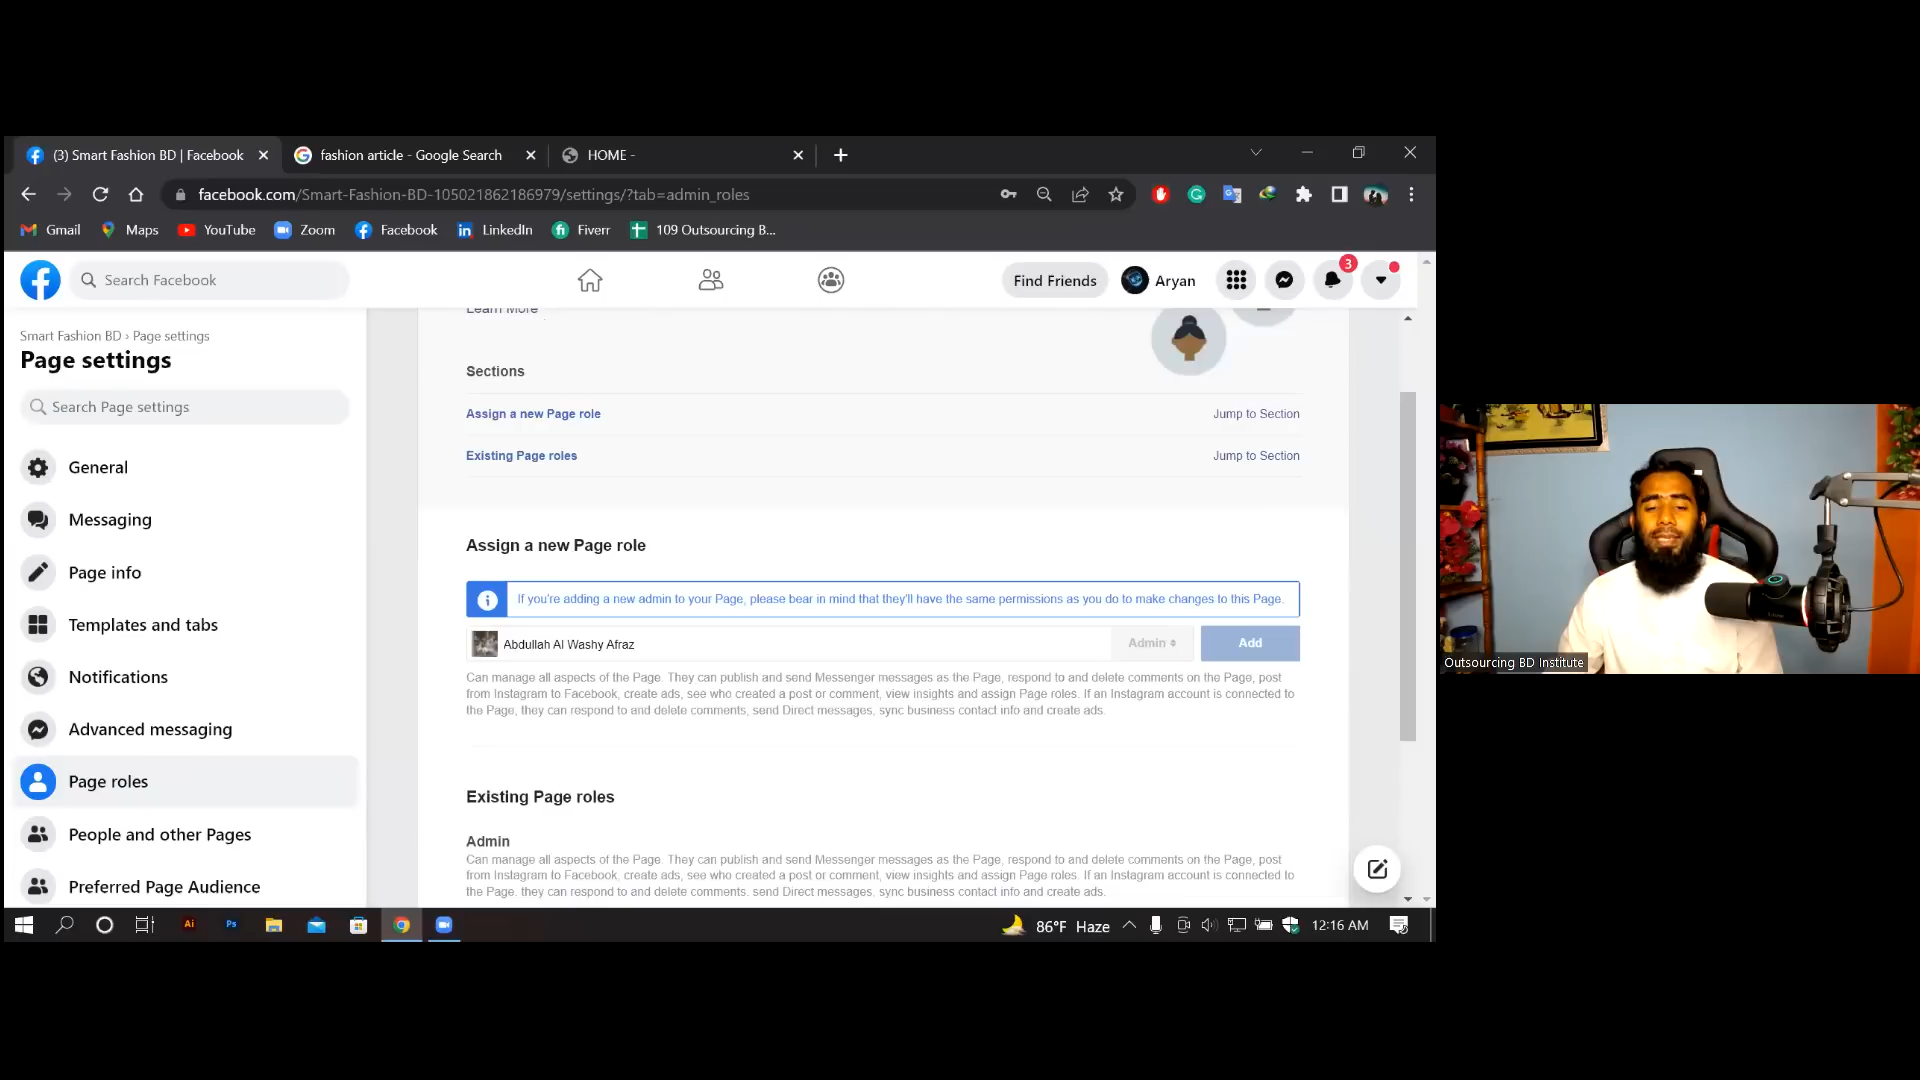 (3) Smart Fashion BD | Facebook
fashion article - Google Search
HOME -
facebook.com/Smart-Fashion-BD-105021862186979/settings/?tab=admin_roles
Gmail
Maps
YouTube
Zoom
Facebook
LinkedIn
Fiverr
109 Outsourcing B...
Search Facebook
Find Friends
Aryan
3
Smart Fashion BD › Page settings
Page settings
Search Page settings
General
Messaging
Page info
Templates and tabs
Notifications
Advanced messaging
Page roles
People and other Pages
Preferred Page Audience
Learn More
Sections
Assign a new Page role
Jump to Section
Existing Page roles
Jump to Section
Assign a new Page role
If you're adding a new admin to your Page, please bear in mind that they'll have the same permissions as you do to make changes to this Page.
Abdullah Al Washy Afraz
Admin
Add
Can manage all aspects of the Page. They can publish and send Messenger messages as the Page, respond to and delete comments on the Page, post
from Instagram to Facebook, create ads, see who created a post or comment, view insights and assign Page roles. If an Instagram account is connected to
the Page, they can respond to and delete comments, send Direct messages, sync business contact info and create ads.
Existing Page roles
Admin
Can manage all aspects of the Page. They can publish and send Messenger messages as the Page, respond to and delete comments on the Page, post
from Instagram to Facebook, create ads, see who created a post or comment, view insights and assign Page roles. If an Instagram account is connected to
the Page, they can respond to and delete comments, send Direct messages, sync business contact info and create ads.
Ai
Ps
86°F Haze
12:16 AM
Outsourcing BD Institute